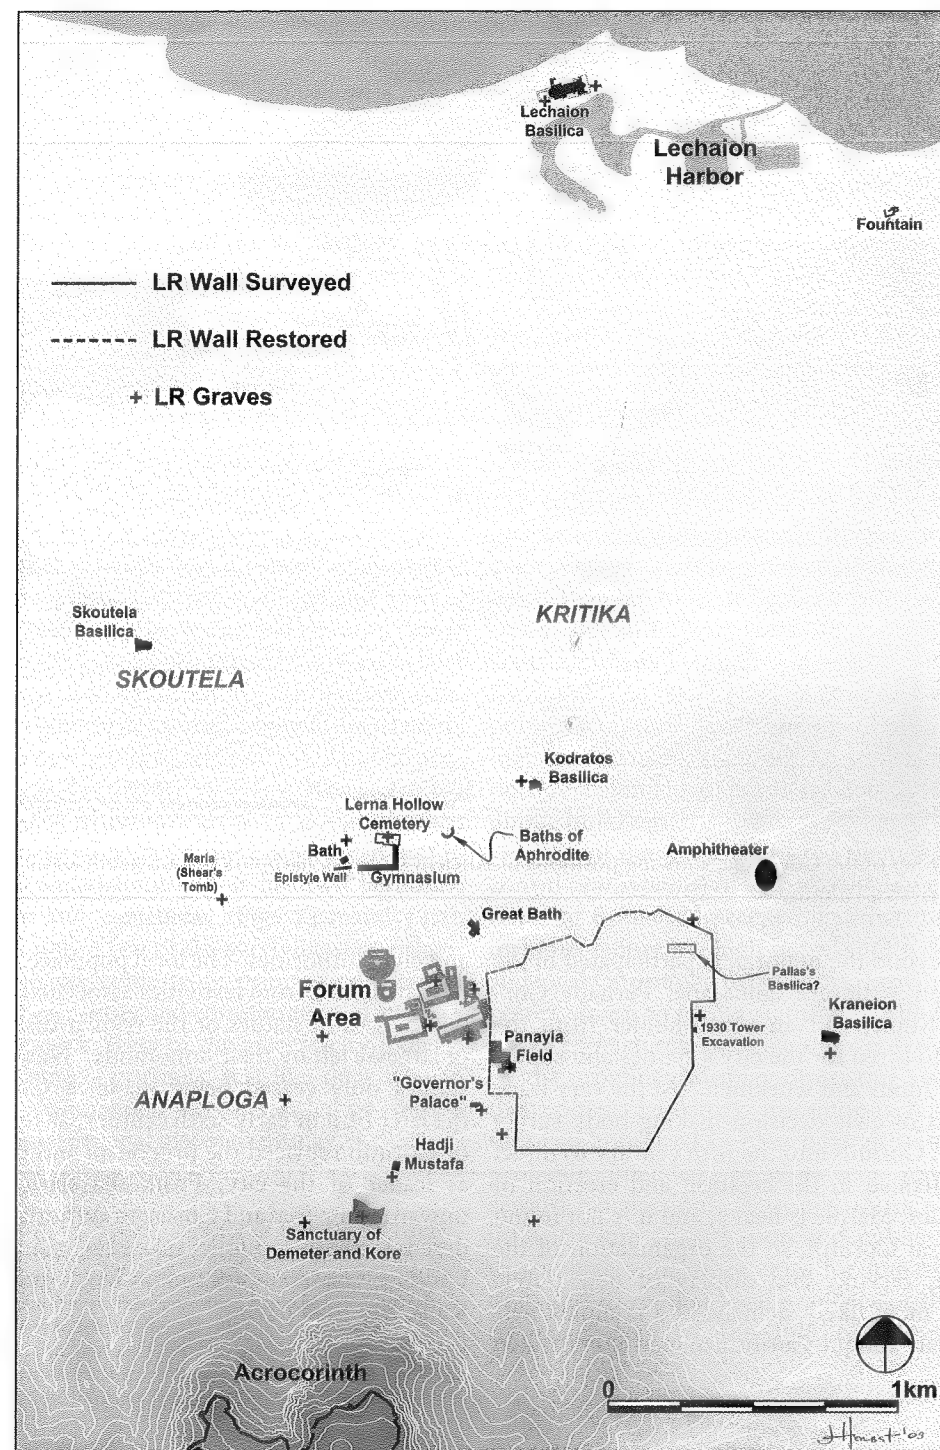 Lechaion
Basilica
Lechaion
Harbor
Fountain
LR Wall Surveyed
LR Wall Restored
LR Graves
Skoutela
Basilica
KRITIKA
SKOUTELA
Kodratos
Basilica
Lerna Hollow
Cemetery
Baths of
Aphrodite
Amphitheater
Bath
Maria
(Shear's
Tomb)
Epistyle Wall
Gymnasium
Great Bath
Forum
Area
Pallas's
Basilica?
Kraneion
Basilica
1930 Tower
Excavation
Panayia
Field
"Governor's
Palace"
ANAPLOGA
Hadji
Mustafa
Sanctuary of
Demeter and Kore
Acrocorinth
0
1km